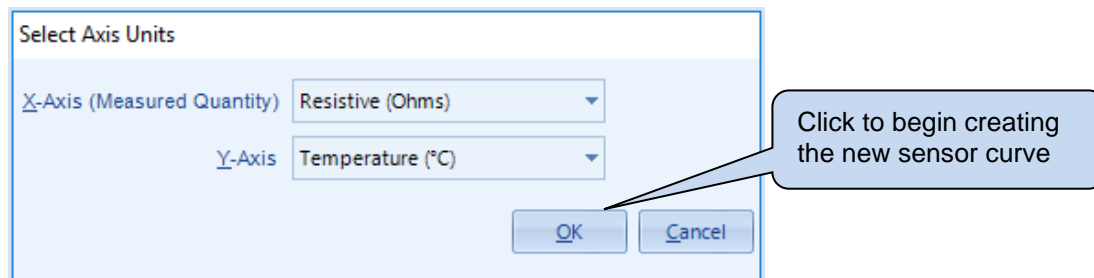 Select Axis Units
X-Axis (Measured Quantity) Resistive (Ohms)
Y-Axis Temperature (°C)
Click to begin creating
the new sensor curve
OK Cancel